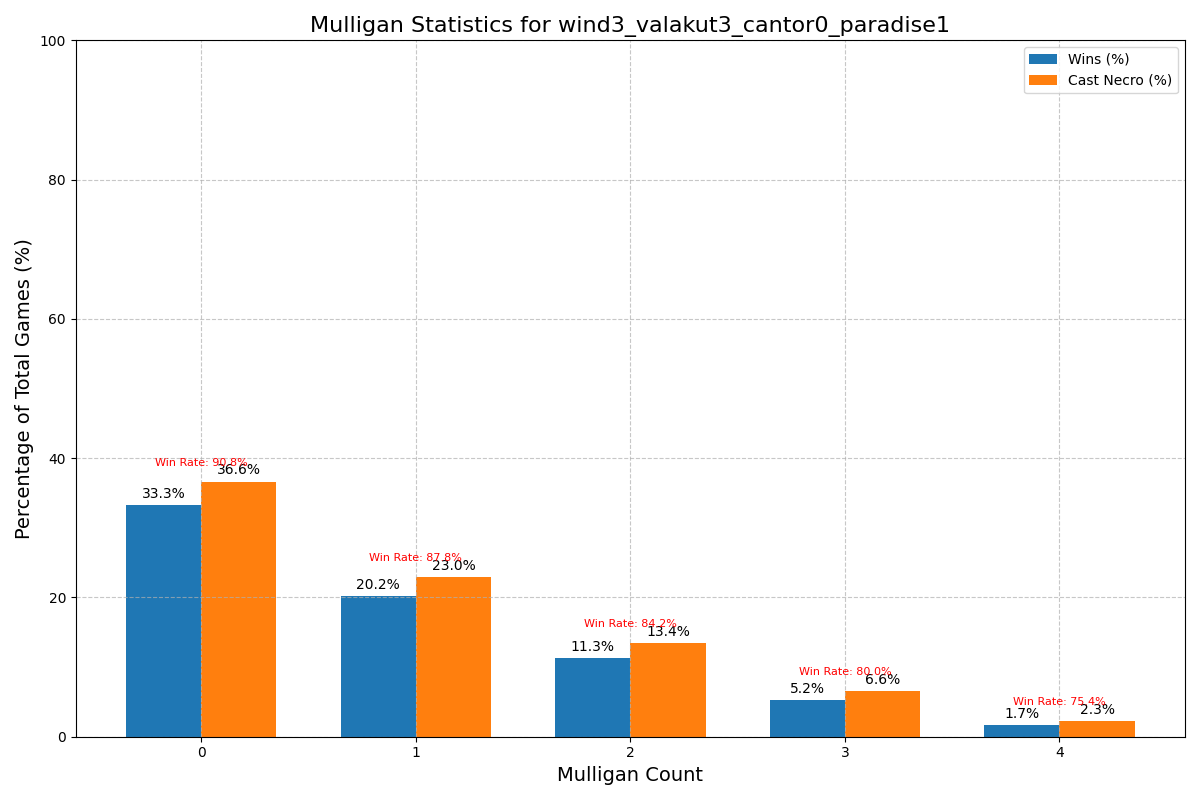 Mulligan Statistics for wind3_valakut3_cantor0_paradise1
Percentage of Total Games (%)
100
80
60
40
20
0
Wins (%)
Cast Necro (%)
Win Rate: 90.8%
33.3%
36.6%
Win Rate: 87.8%
20.2%
23.0%
Win Rate: 84.2%
11.3%
13.4%
Win Rate: 80.0%
5.2%
6.6%
Win Rate: 75.4%
1.7%
2.3%
0
1
2
3
4
Mulligan Count